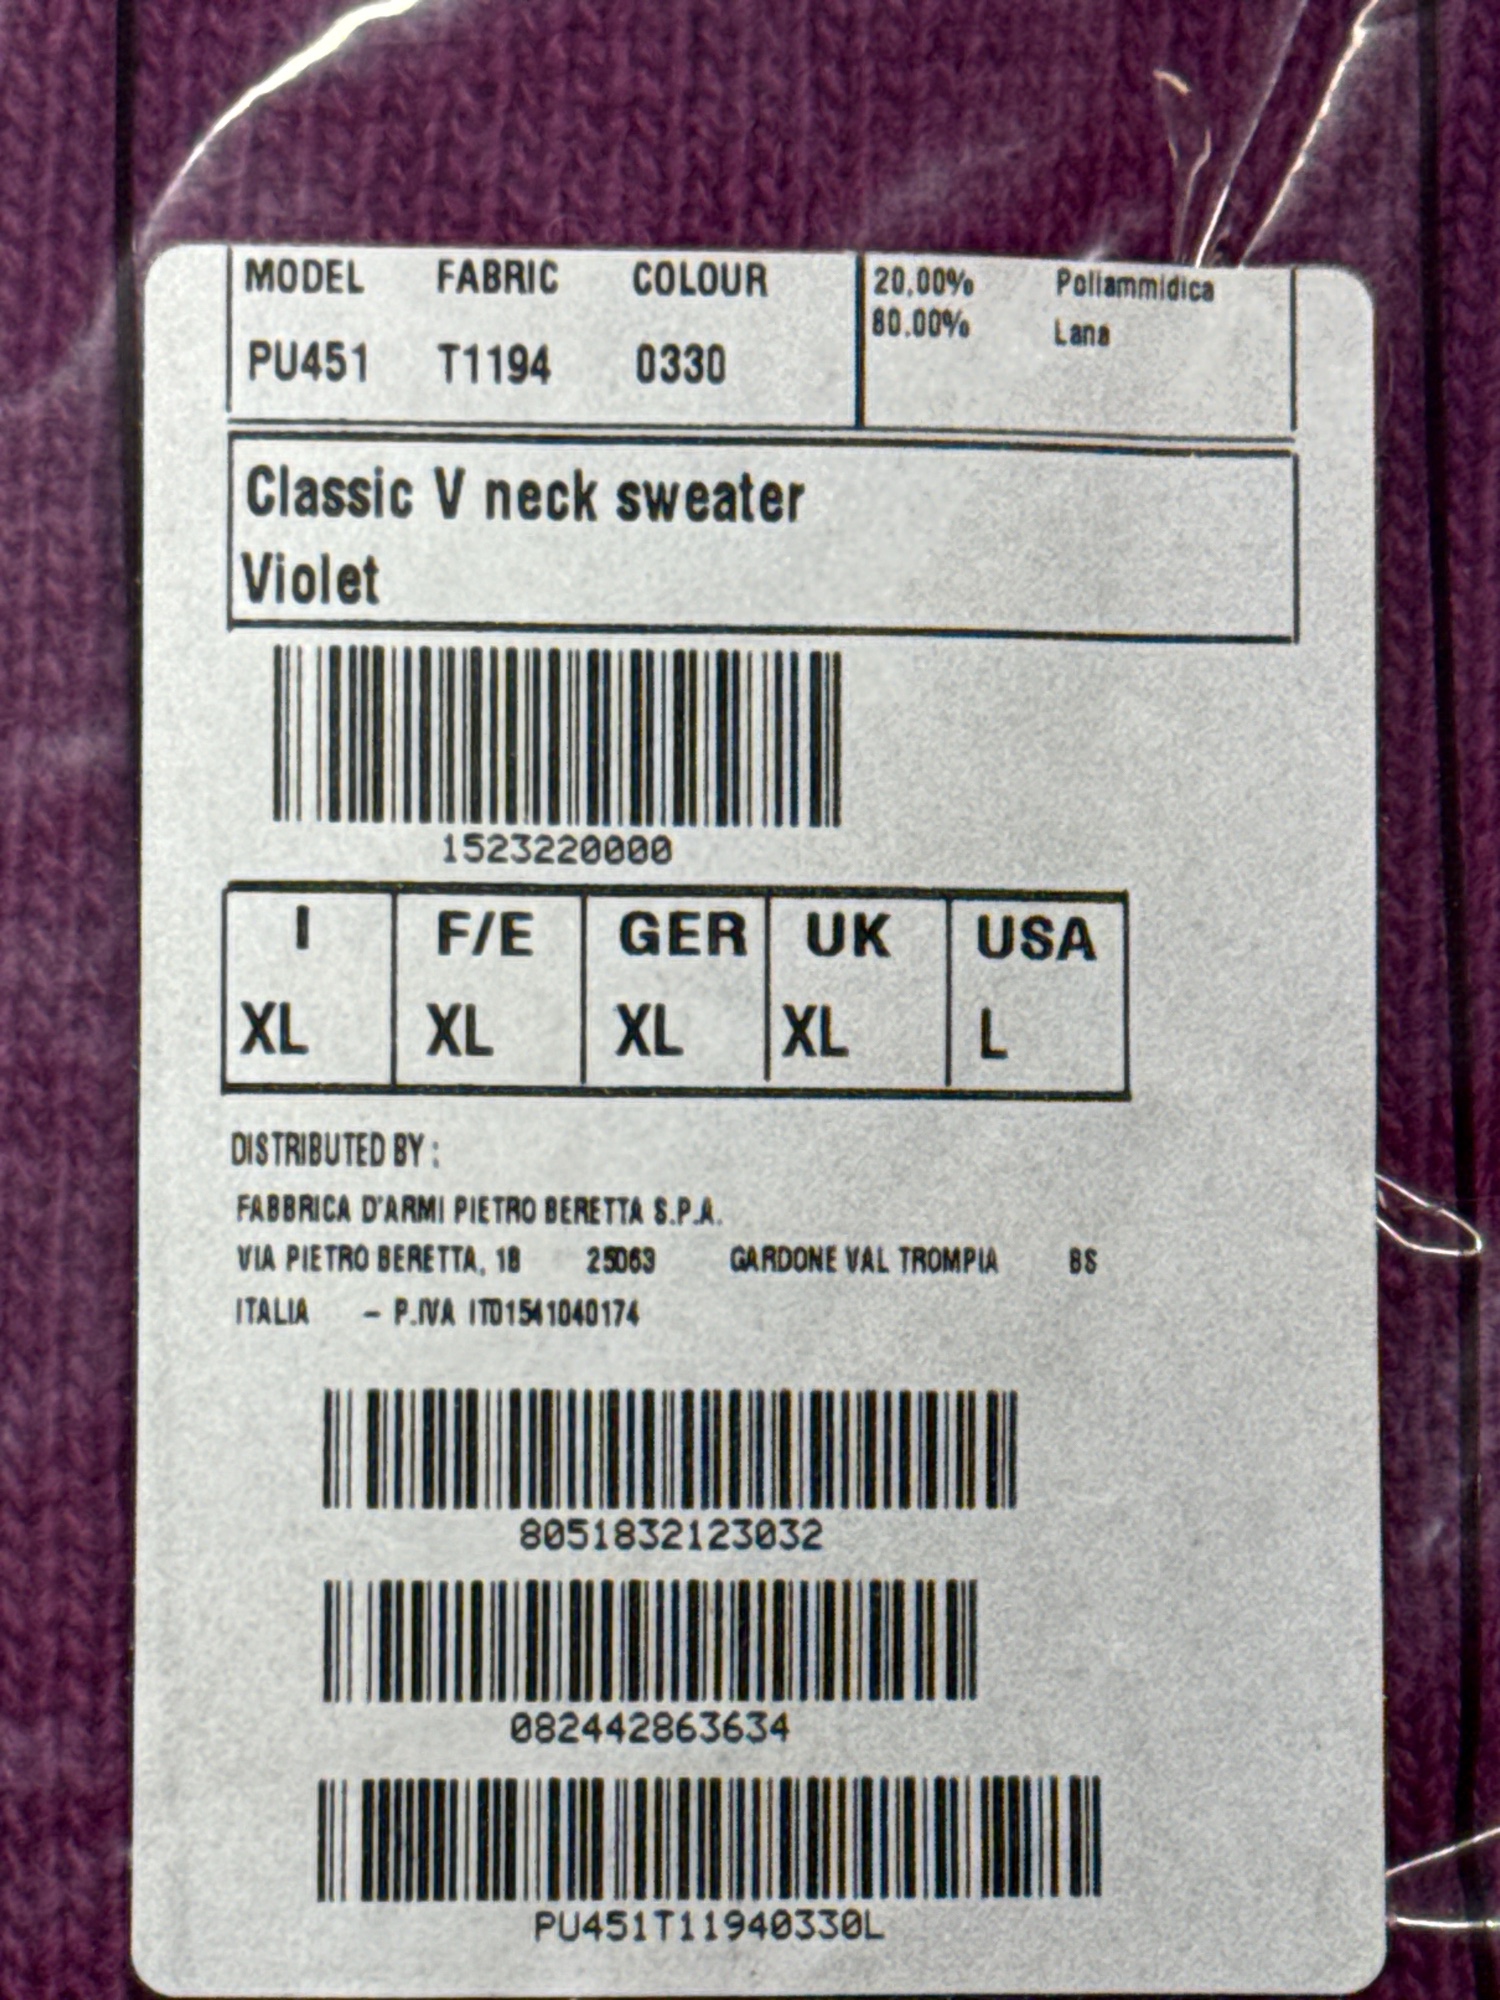 MODEL FABRIC COLOUR
PU451 T1194 0330
20,00% Poliammidica
80.00% Lana
Classic V neck sweater
Violet
1523220000
I F/E GER UK USA
XL XL XL XL L
DISTRIBUTED BY :
FABBRICA D'ARMI PIETRO BERETTA S.P.A.
VIA PIETRO BERETTA, 18 25063 GARDONE VAL TROMPIA BS
ITALIA – P.IVA IT01541040174
8051832123032
082442863634
PU451T11940330L